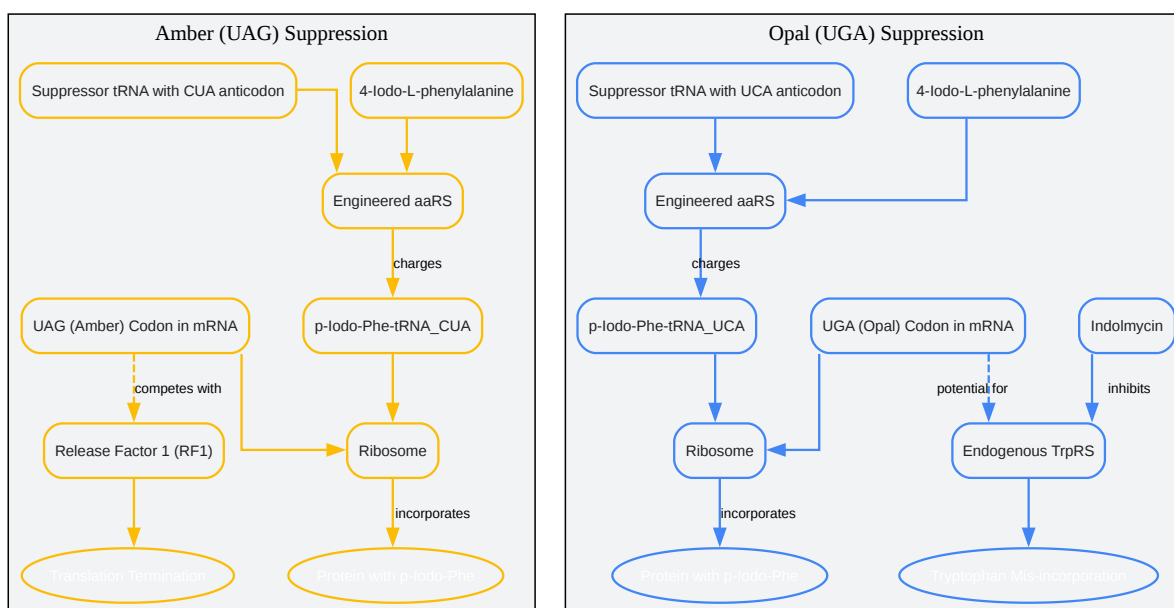 Amber (UAG) Suppression
Suppressor tRNA with CUA anticodon
4-Iodo-L-phenylalanine
Engineered aaRS
charges
UAG (Amber) Codon in mRNA
p-Iodo-Phe-tRNA_CUA
competes with
Release Factor 1 (RF1)
Ribosome
incorporates
Translation Termination
Protein with p-Iodo-Phe
Opal (UGA) Suppression
Suppressor tRNA with UCA anticodon
4-Iodo-L-phenylalanine
Engineered aaRS
charges
p-Iodo-Phe-tRNA_UCA
UGA (Opal) Codon in mRNA
Indolmycin
potential for
inhibits
Ribosome
Endogenous TrpRS
incorporates
Protein with p-Iodo-Phe
Tryptophan Mis-incorporation